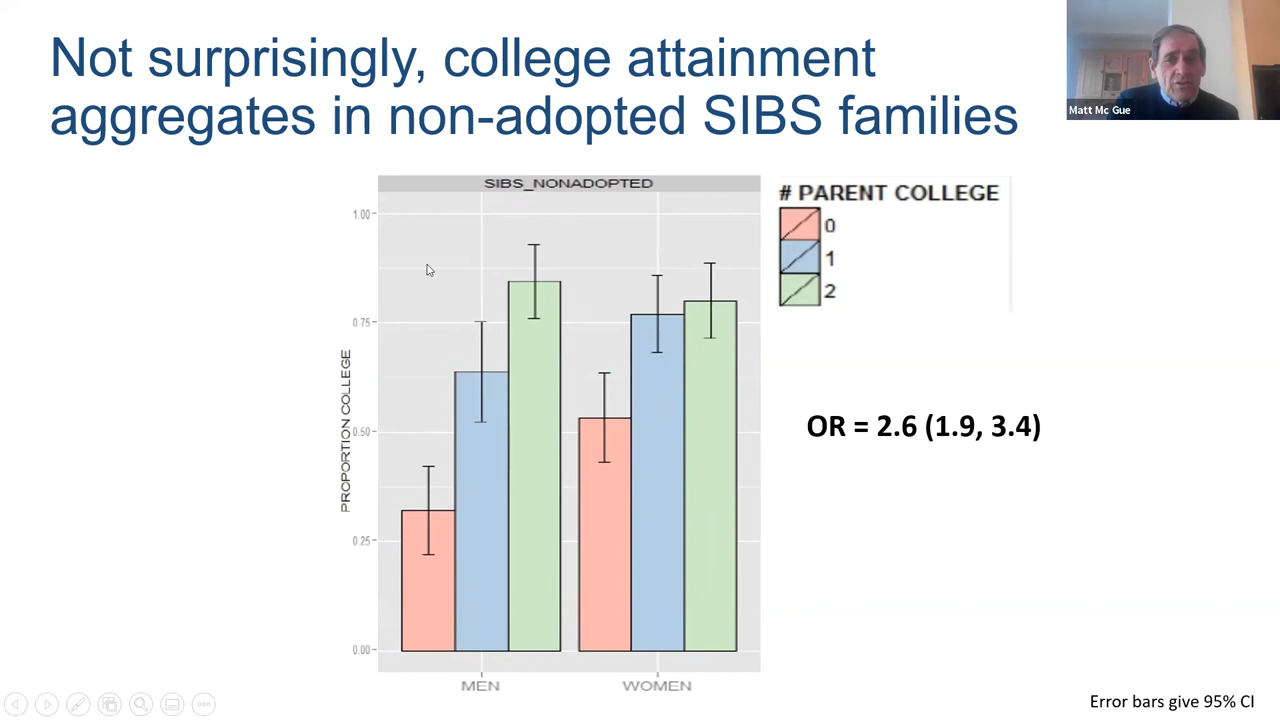 Not surprisingly, college attainment
aggregates in non-adopted SIBS families
Matt Mc Gue
SIBS_NONADOPTED
# PARENT COLLEGE
0
1
2
1.00
0.75
0.50
0.25
0.00
PROPORTION COLLEGE
MEN
WOMEN
OR = 2.6 (1.9, 3.4)
Error bars give 95% CI